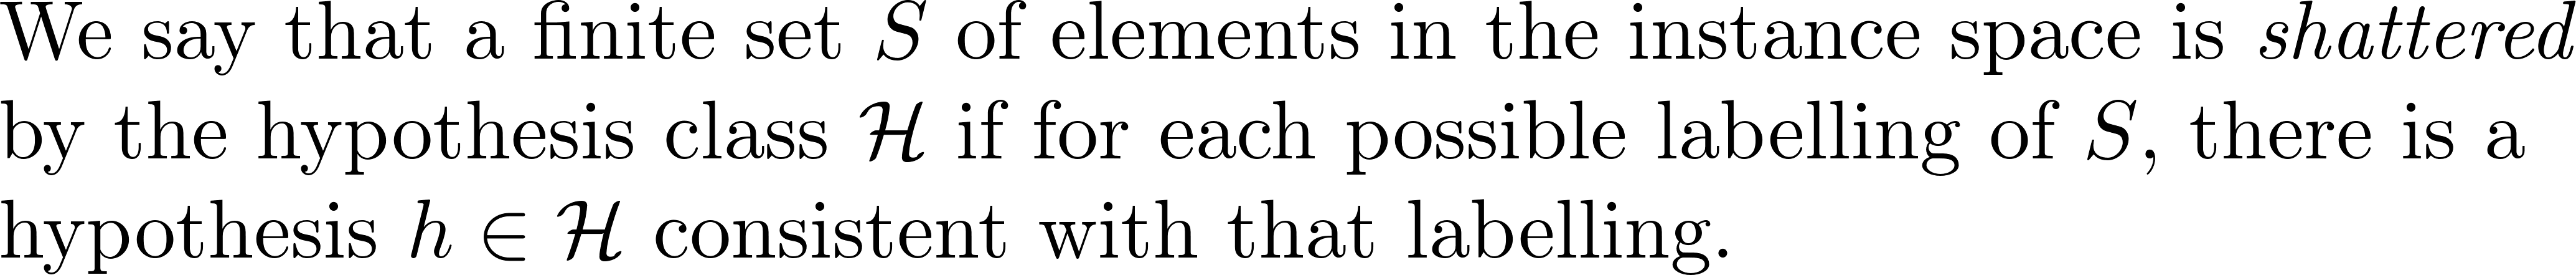 We say that a finite set S of elements in the instance space is shattered
by the hypothesis class ℋ if for each possible labelling of S, there is a
hypothesis h ∈ ℋ consistent with that labelling.